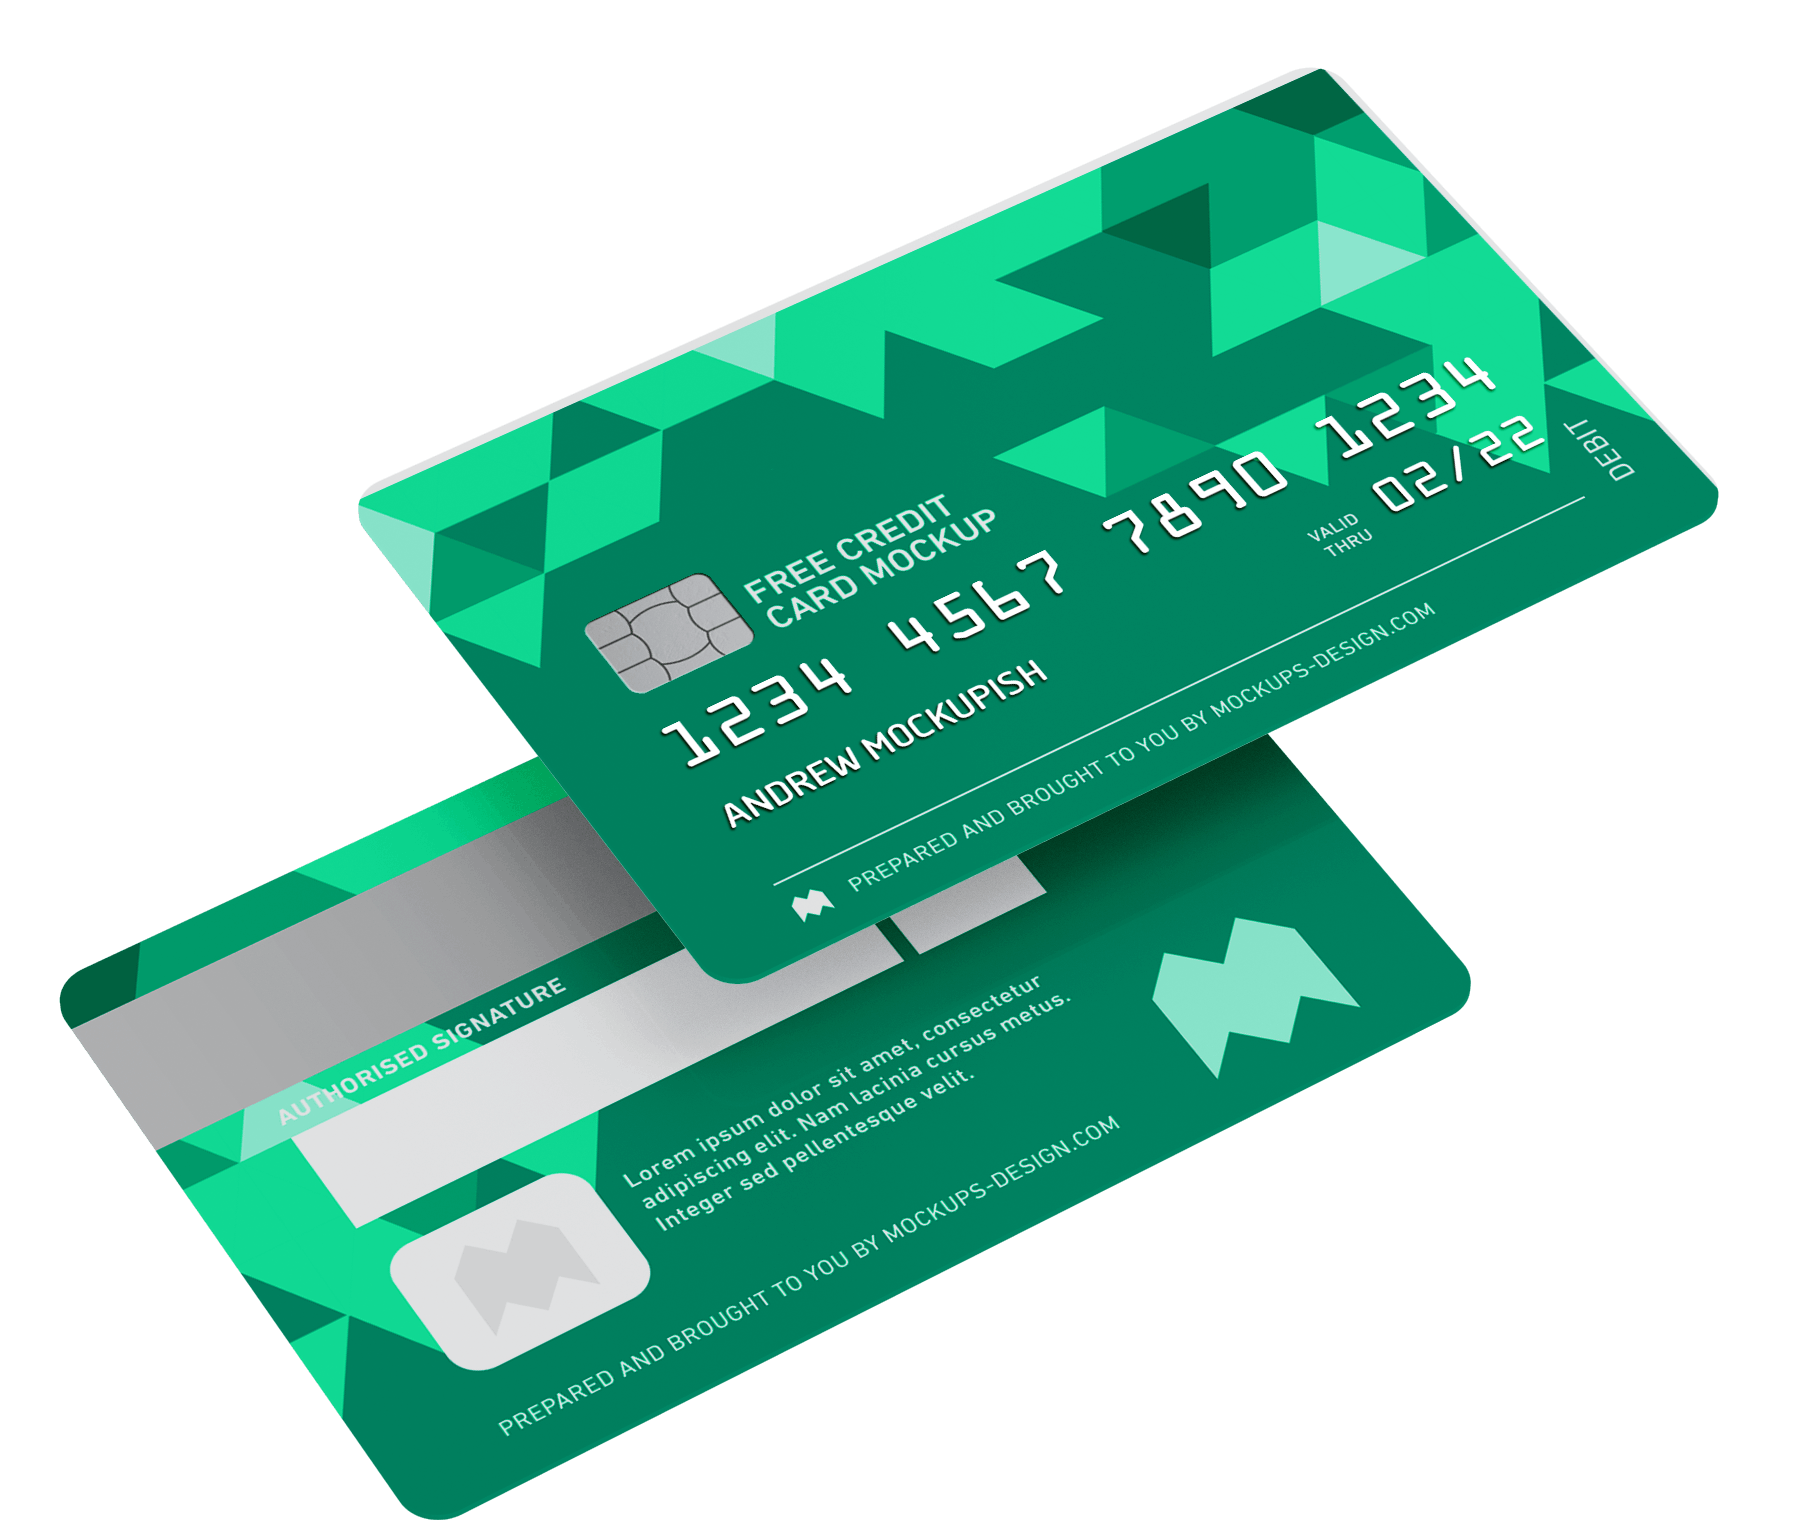 FREE CREDIT
CARD MOCKUP
1234 4567 7890 1234
VALID
THRU
02/22
DEBIT
ANDREW MOCKUPISH
PREPARED AND BROUGHT TO YOU BY MOCKUPS-DESIGN.COM
AUTHORISED SIGNATURE
Lorem ipsum dolor sit amet, consectetur
adipiscing elit. Nam lacinia cursus metus.
Integer sed pellentesque velit.
PREPARED AND BROUGHT TO YOU BY MOCKUPS-DESIGN.COM